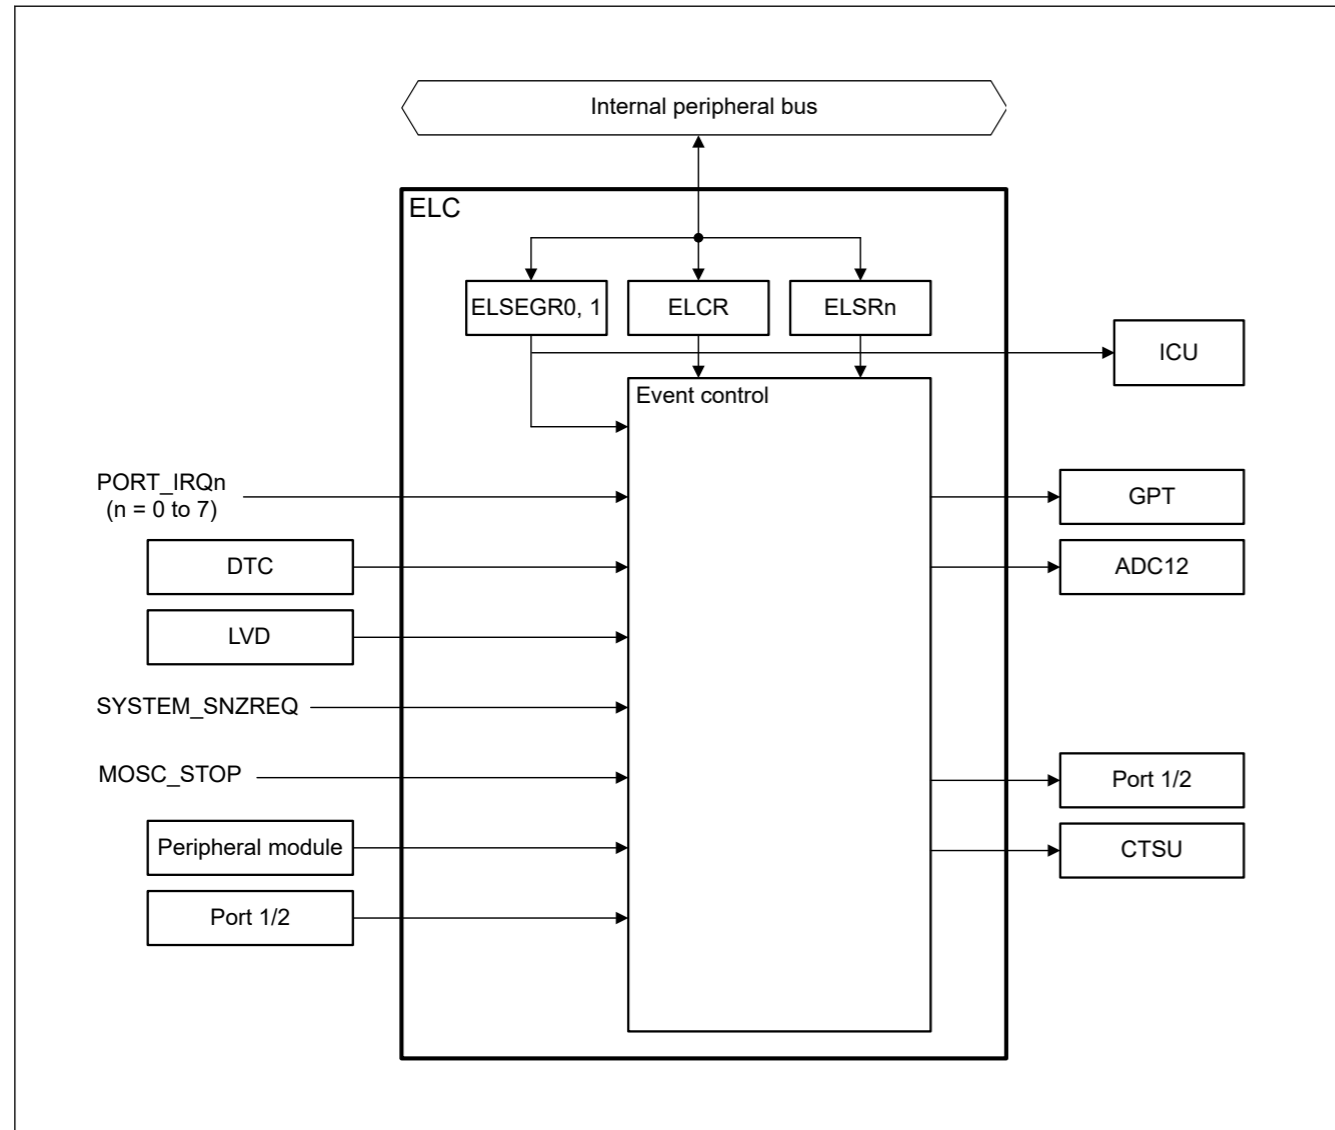 Internal peripheral bus
ELC
ELSEGR0, 1
ELCR
ELSRn
ICU
Event control
PORT_IRQn
(n = 0 to 7)
GPT
DTC
ADC12
LVD
SYSTEM_SNZREQ
MOSC_STOP
Port 1/2
Peripheral module
CTSU
Port 1/2